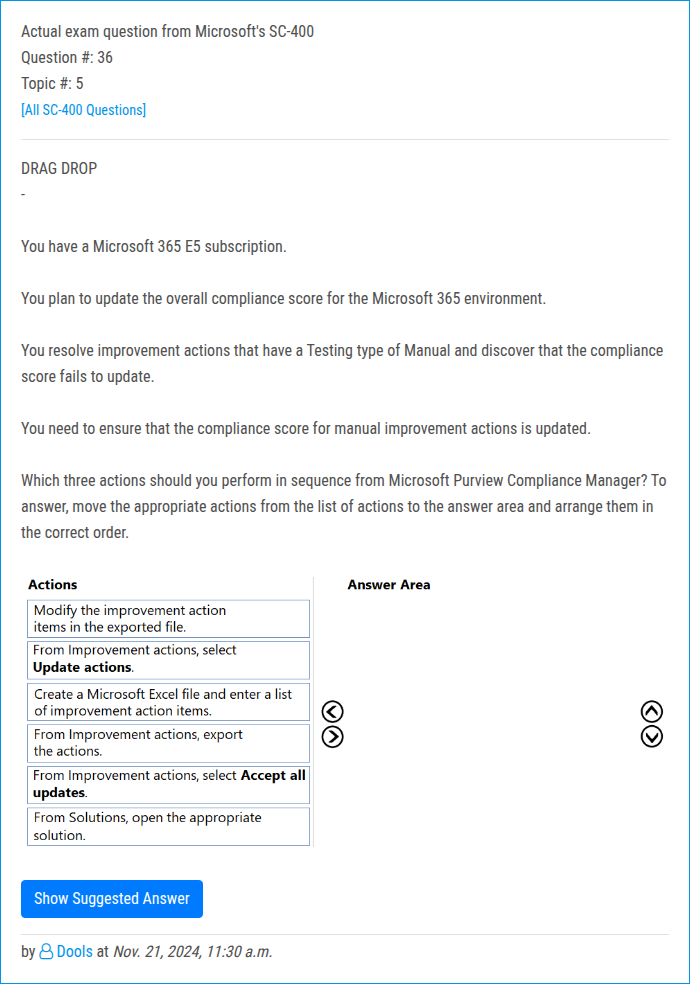 Actual exam question from Microsoft's SC-400
Question #: 36
Topic #: 5
[All SC-400 Questions]
DRAG DROP
-
You have a Microsoft 365 E5 subscription.
You plan to update the overall compliance score for the Microsoft 365 environment.
You resolve improvement actions that have a Testing type of Manual and discover that the compliance
score fails to update.
You need to ensure that the compliance score for manual improvement actions is updated.
Which three actions should you perform in sequence from Microsoft Purview Compliance Manager? To
answer, move the appropriate actions from the list of actions to the answer area and arrange them in
the correct order.
Actions
Answer Area
Modify the improvement action
items in the exported file.
From Improvement actions, select
Update actions.
Create a Microsoft Excel file and enter a list
of improvement action items.
From Improvement actions, export
the actions.
From Improvement actions, select Accept all
updates.
From Solutions, open the appropriate
solution.
Show Suggested Answer
by Dools at Nov. 21, 2024, 11:30 a.m.